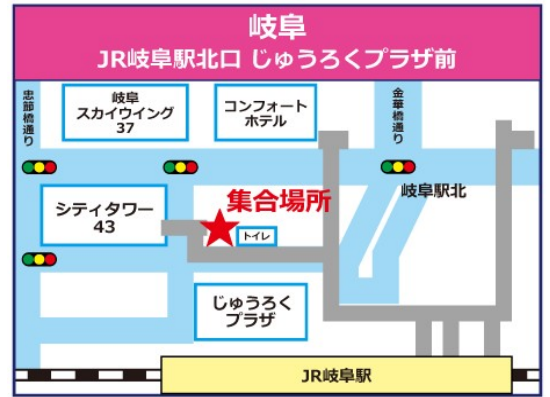 岐阜
JR岐阜駅北口 じゅうろくプラザ前
忠節橋通り
岐阜
スカイウイング
37
コンフォート
ホテル
金華橋通り
岐阜駅北
シティタワー
43
集合場所
トイレ
じゅうろく
プラザ
JR岐阜駅